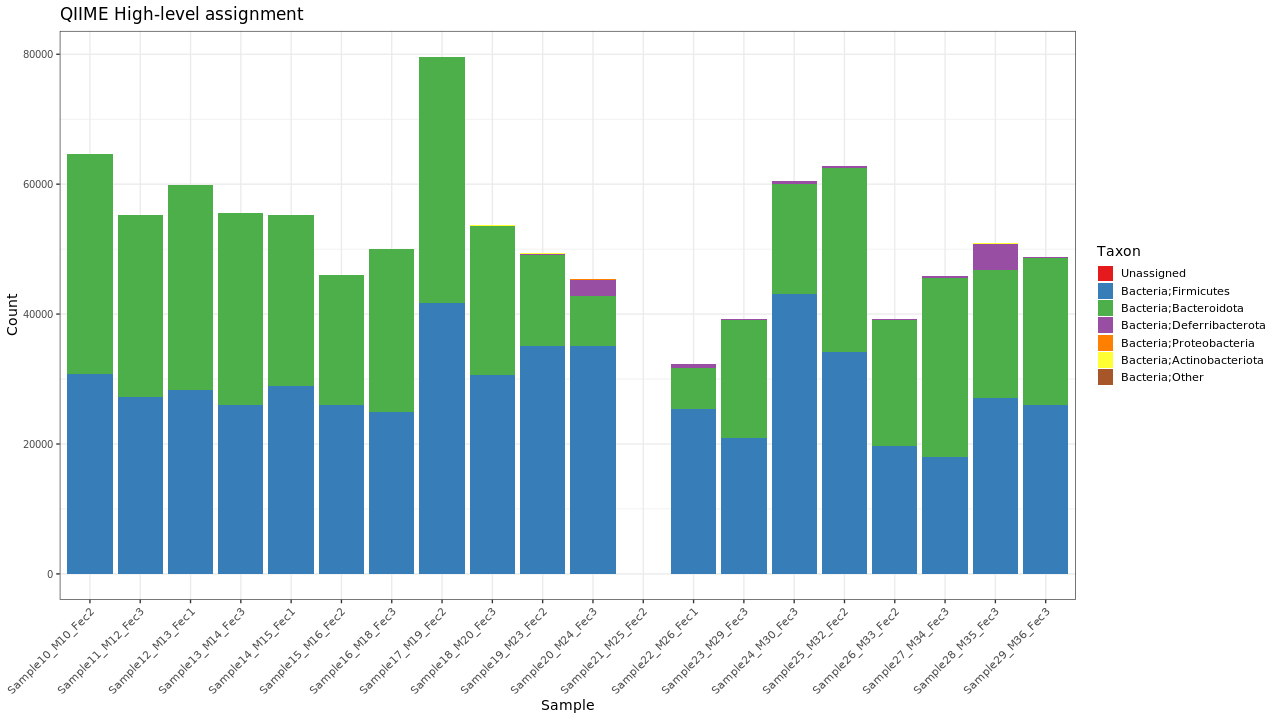 QIIME High-level assignment
80000
60000
40000
20000
0
Count
Sample10_M10_Fec2
Sample11_M12_Fec3
Sample12_M13_Fec1
Sample13_M14_Fec3
Sample14_M15_Fec1
Sample15_M16_Fec2
Sample16_M18_Fec3
Sample17_M19_Fec2
Sample18_M20_Fec3
Sample19_M23_Fec2
Sample20_M24_Fec3
Sample21_M25_Fec2
Sample22_M26_Fec1
Sample23_M29_Fec3
Sample24_M30_Fec3
Sample25_M32_Fec2
Sample26_M33_Fec2
Sample27_M34_Fec3
Sample28_M35_Fec3
Sample29_M36_Fec3
Sample
Taxon
Unassigned
Bacteria;Firmicutes
Bacteria;Bacteroidota
Bacteria;Deferribacterota
Bacteria;Proteobacteria
Bacteria;Actinobacteriota
Bacteria;Other